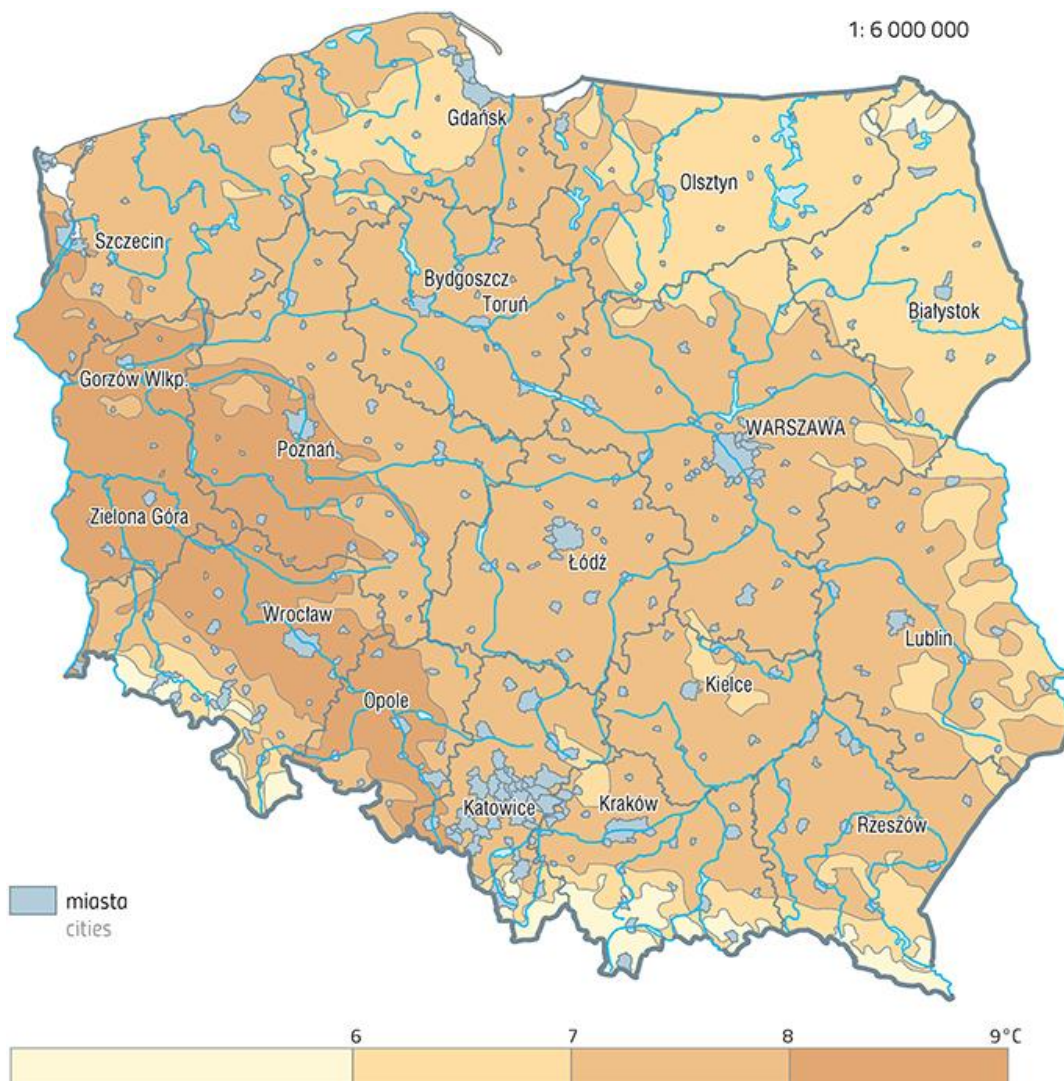 1: 6 000 000
Gdańsk
Olsztyn
Szczecin
Bydgoszcz
Toruń
Białystok
Gorzów Wlkp.
Poznań
WARSZAWA
Zielona Góra
Łódź
Wrocław
Lublin
Opole
Kielce
Katowice
Kraków
Rzeszów
miasta
cities
6 7 8 9°C